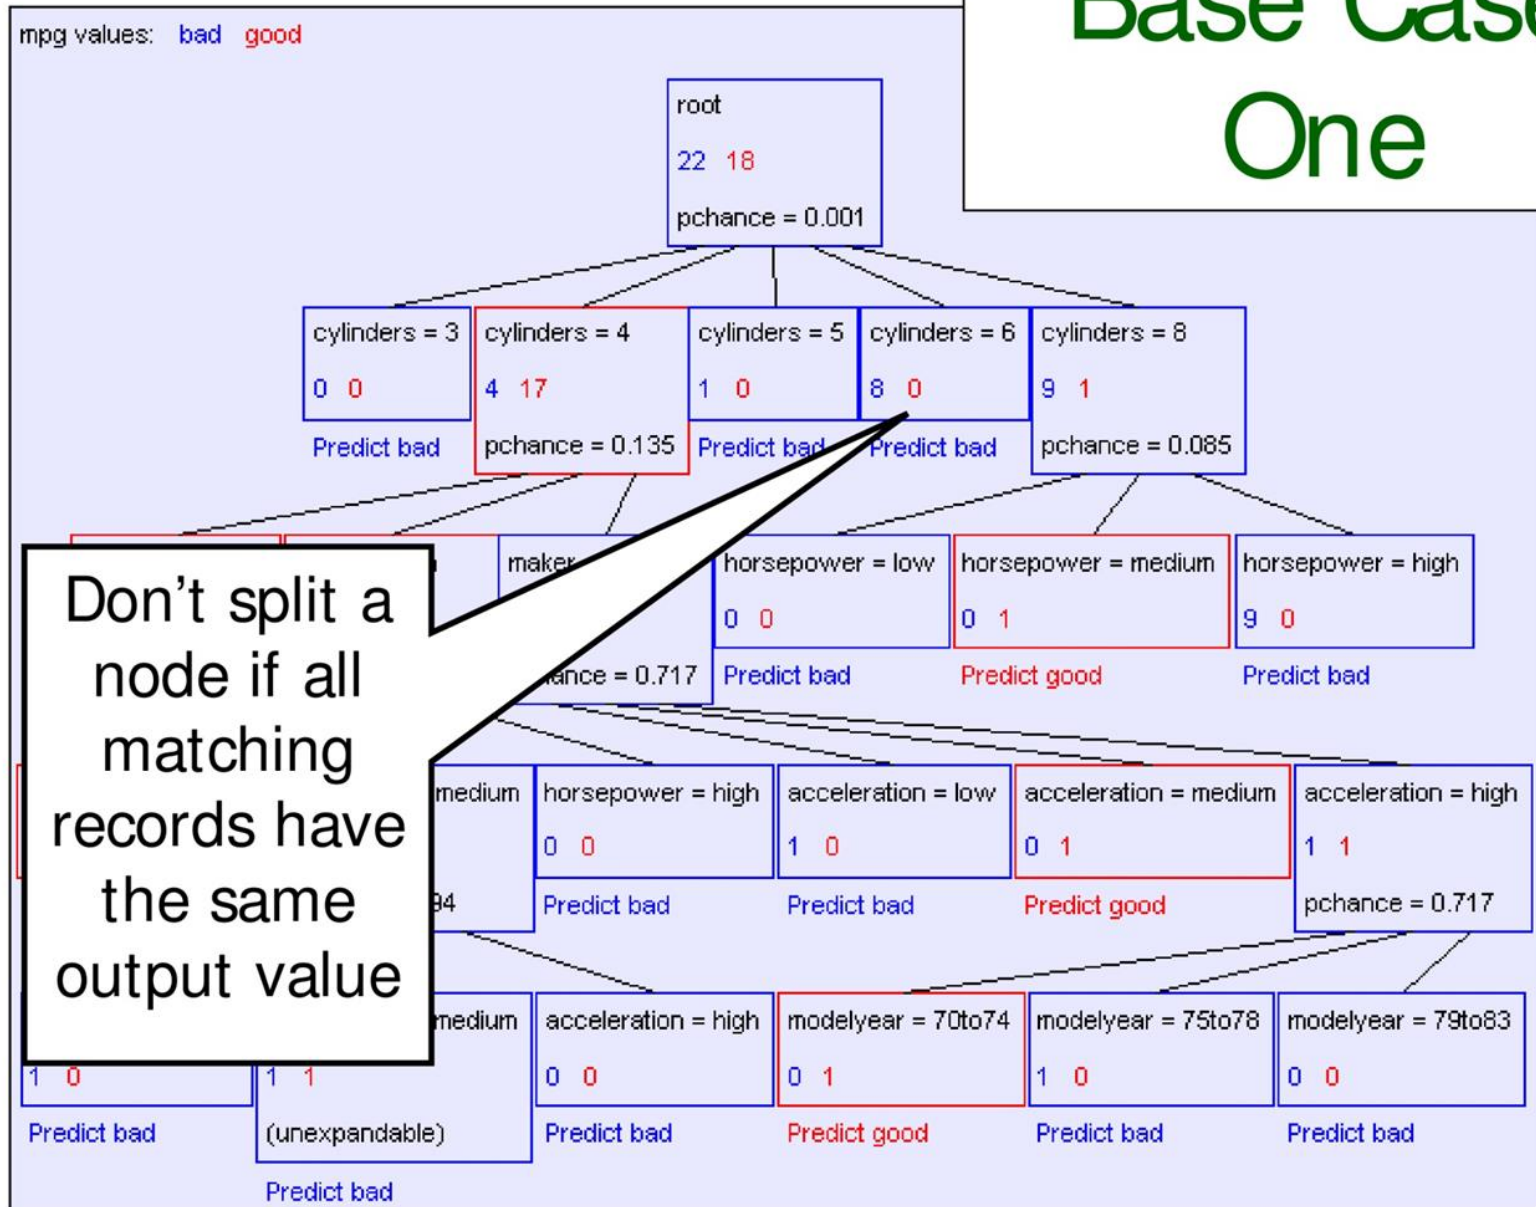 Base Case
One
mpg values: bad good
root
22 18
pchance = 0.001
cylinders = 3
0 0
Predict bad
cylinders = 4
4 17
pchance = 0.135
cylinders = 5
1 0
Predict bad
cylinders = 6
8 0
Predict bad
cylinders = 8
9 1
pchance = 0.085
maker
= 0.717
horsepower = low
0 0
Predict bad
horsepower = medium
0 1
Predict good
horsepower = high
9 0
Predict bad
Don't split a
node if all
matching
records have
the same
output value
medium
94
horsepower = high
0 0
Predict bad
acceleration = low
1 0
Predict bad
acceleration = medium
0 1
Predict good
acceleration = high
1 1
pchance = 0.717
1 0
Predict bad
medium
1 1
(unexpandable)
Predict bad
acceleration = high
0 0
Predict bad
modelyear = 70to74
0 1
Predict good
modelyear = 75to78
1 0
Predict bad
modelyear = 79to83
0 0
Predict bad